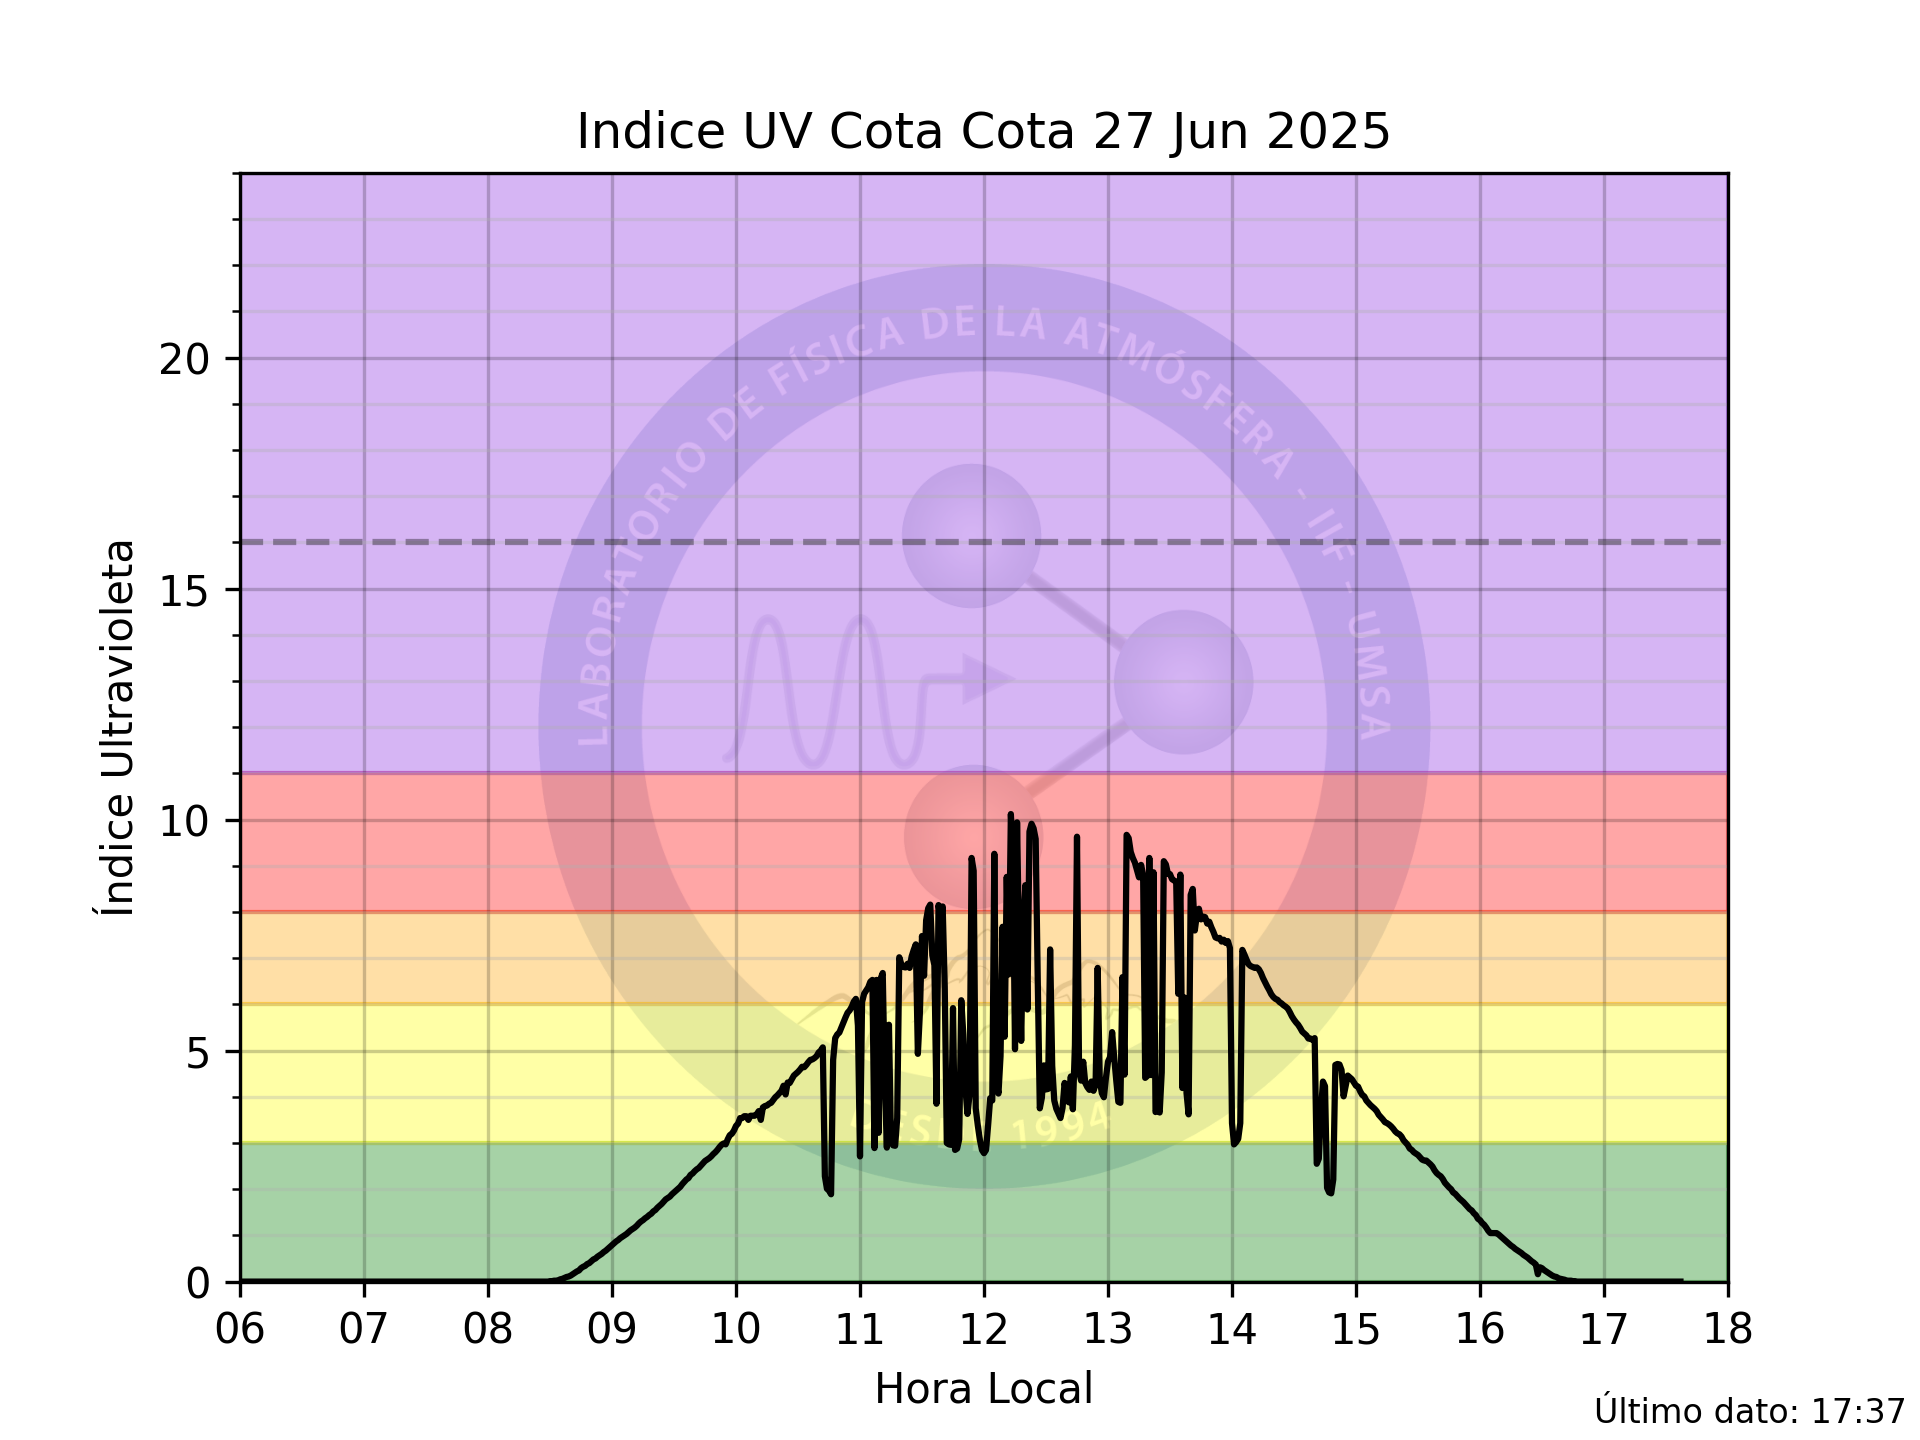 Indice UV Cota Cota 27 Jun 2025
LABORATORIO DE FÍSICA DE LA ATMÓSFERA - IIF - UMSA
1994
Índice Ultravioleta
20
15
10
5
0
06 07 08 09 10 11 12 13 14 15 16 17 18
Hora Local
Último dato: 17:37